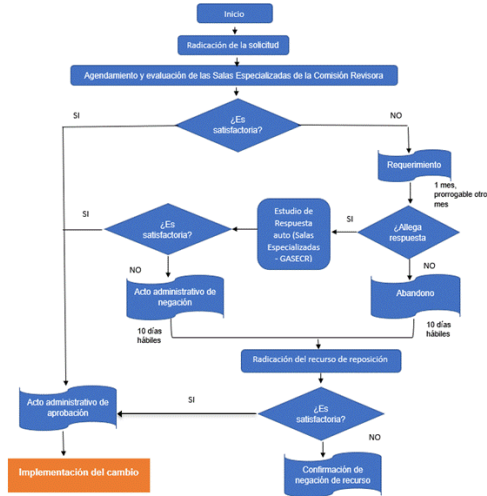 Inicio
Radicación de la solicitud
Agendamiento y evaluación de las Salas Especializadas de la Comisión Revisora
¿Es
satisfactoria?
SI
NO
Requerimiento
1 mes,
prorrogable otro
mes
¿Allega
respuesta
SI
NO
Estudio de
Respuesta
auto (Salas
Especializadas
- GASECR)
¿Es
satisfactoria?
SI
NO
Acto administrativo de
negación
10 días
hábiles
Abandono
10 días
hábiles
Radicación del recurso de reposición
¿Es
satisfactoria?
SI
NO
Acto administrativo de
aprobación
Confirmación de
negación de recurso
Implementación del cambio